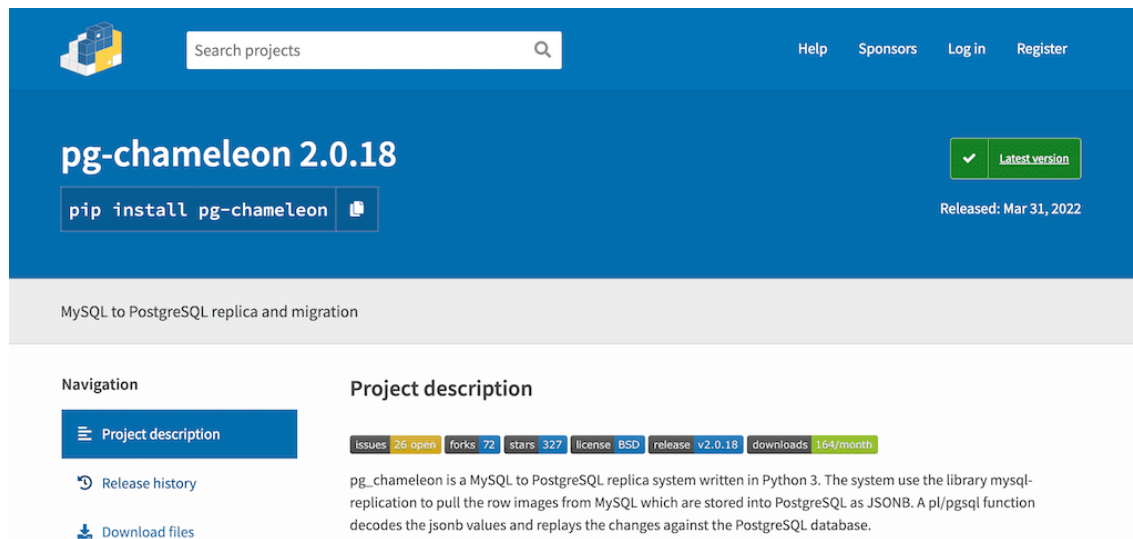 Search projects
Help Sponsors Log in Register
pg-chameleon 2.0.18
Latest version
pip install pg-chameleon
Released: Mar 31, 2022
MySQL to PostgreSQL replica and migration
Navigation
Project description
Project description
issues 26 open forks 72 stars 327 license BSD release v2.0.18 downloads 164/month
pg_chameleon is a MySQL to PostgreSQL replica system written in Python 3. The system use the library mysql-
Release history
replication to pull the row images from MySQL which are stored into PostgreSQL as JSONB. A pl/pgsql function
decodes the jsonb values and replays the changes against the PostgreSQL database.
Download files